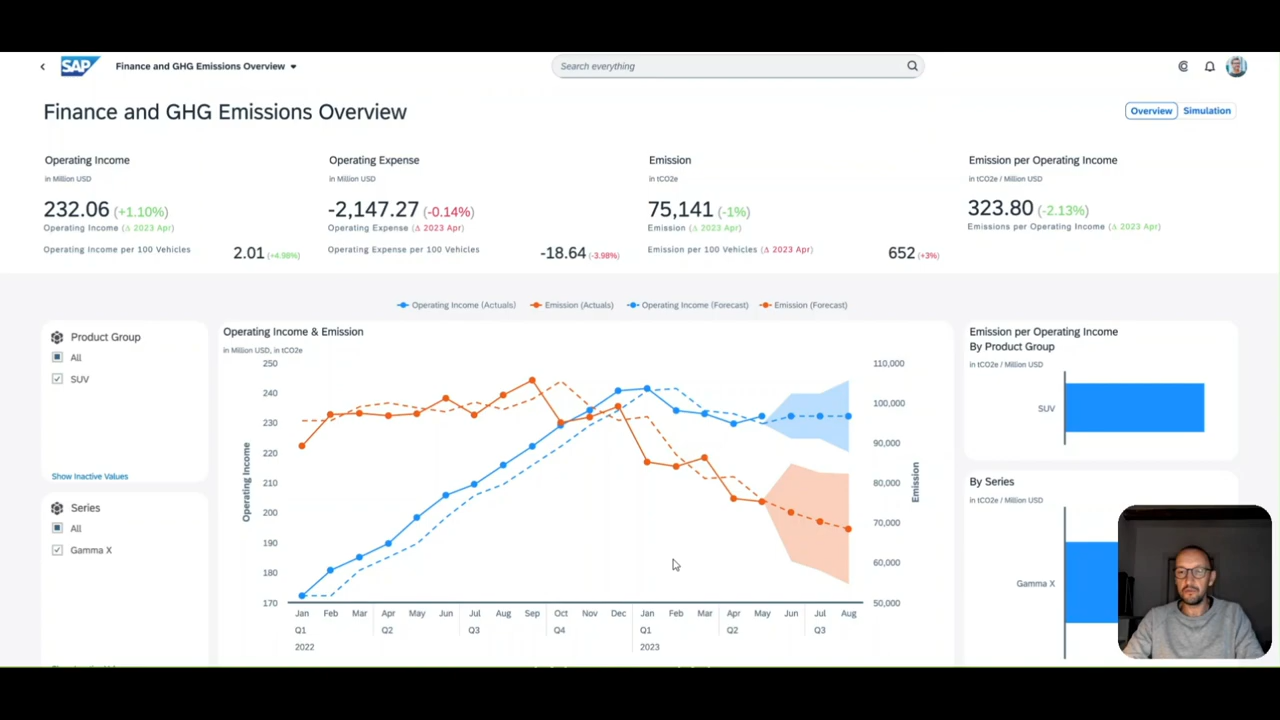 SAP
Finance and GHG Emissions Overview
Search everything
Finance and GHG Emissions Overview
Overview
Simulation
Operating Income
in Million USD
232.06 (+1.10%)
Operating Income (Δ 2023 Apr)
Operating Income per 100 Vehicles
2.01 (+4.98%)
Operating Expense
in Million USD
-2,147.27 (-0.14%)
Operating Expense (Δ 2023 Apr)
Operating Expense per 100 Vehicles
-18.64 (-3.98%)
Emission
in tCO2e
75,141 (-1%)
Emission (Δ 2023 Apr)
Emission per 100 Vehicles (Δ 2023 Apr)
652 (+3%)
Emission per Operating Income
in tCO2e / Million USD
323.80 (-2.13%)
Emissions per Operating Income (Δ 2023 Apr)
Operating Income (Actuals)
Emission (Actuals)
Operating Income (Forecast)
Emission (Forecast)
Product Group
All
SUV
Show Inactive Values
Series
All
Gamma X
Operating Income & Emission
in Million USD, in tCO2e
250
240
230
220
210
200
190
180
170
Operating Income
110,000
100,000
90,000
80,000
70,000
60,000
50,000
Emission
Jan Feb Mar Apr May Jun Jul Aug Sep Oct Nov Dec Jan Feb Mar Apr May Jun Jul Aug
Q1 Q2 Q3 Q4 Q1 Q2 Q3
2022 2023
Emission per Operating Income
By Product Group
in tCO2e / Million USD
SUV
By Series
in tCO2e / Million USD
Gamma X